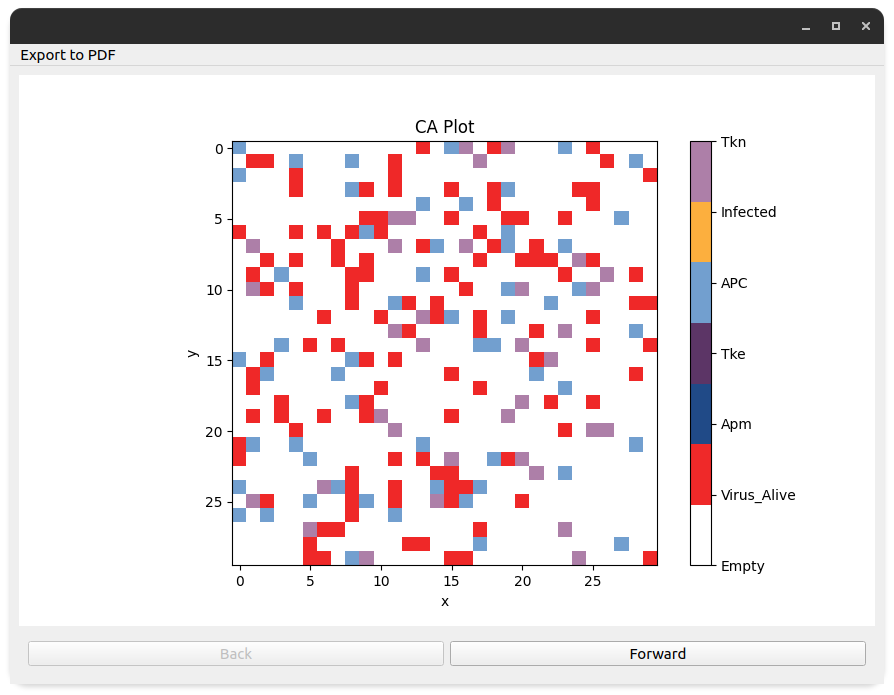 Export to PDF
CA Plot
0
5
10
15
20
25
y
0 5 10 15 20 25
x
Tkn
Infected
APC
Tke
Apm
Virus_Alive
Empty
Back Forward